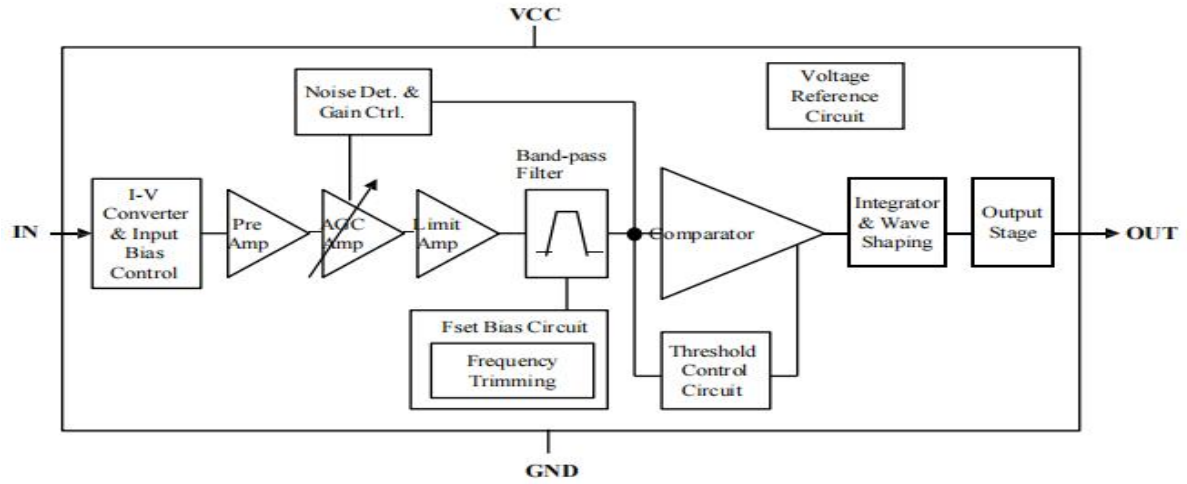 VCC
Noise Det. &
Gain Ctrl.
Voltage
Reference
Circuit
Band-pass
Filter
IN
I-V
Converter
& Input
Bias
Control
Pre
Amp
AGC
Amp
Limit
Amp
Comparator
Integrator
& Wave
Shaping
Output
Stage
OUT
Fset Bias Circuit
Frequency
Trimming
Threshold
Control
Circuit
GND